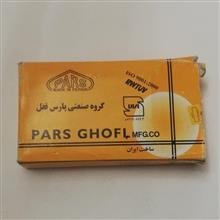 PARS
گروه صنعتی پارس قفل
PARS GHOFL MFG.CO
ساخت ایران